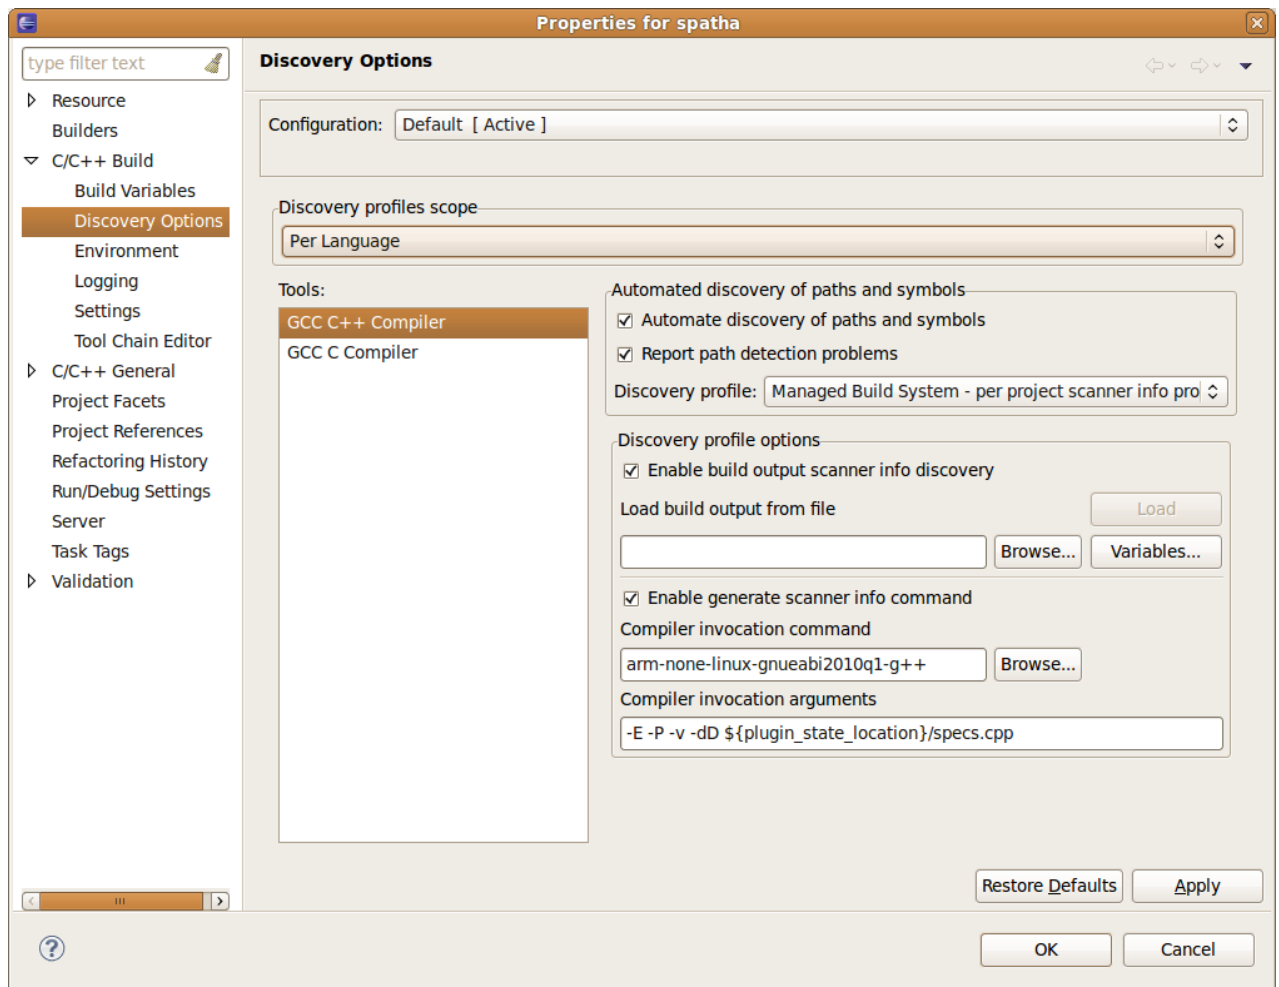 Properties for spatha
type filter text
Discovery Options
Resource
Builders
C/C++ Build
Build Variables
Discovery Options
Environment
Logging
Settings
Tool Chain Editor
C/C++ General
Project Facets
Project References
Refactoring History
Run/Debug Settings
Server
Task Tags
Validation
Configuration: Default [ Active ]
Discovery profiles scope
Per Language
Tools:
GCC C++ Compiler
GCC C Compiler
Automated discovery of paths and symbols
Automate discovery of paths and symbols
Report path detection problems
Discovery profile: Managed Build System - per project scanner info pro
Discovery profile options
Enable build output scanner info discovery
Load build output from file Load
Browse... Variables...
Enable generate scanner info command
Compiler invocation command
arm-none-linux-gnueabi2010q1-g++ Browse...
Compiler invocation arguments
-E -P -v -dD ${plugin_state_location}/specs.cpp
Restore Defaults Apply
OK Cancel